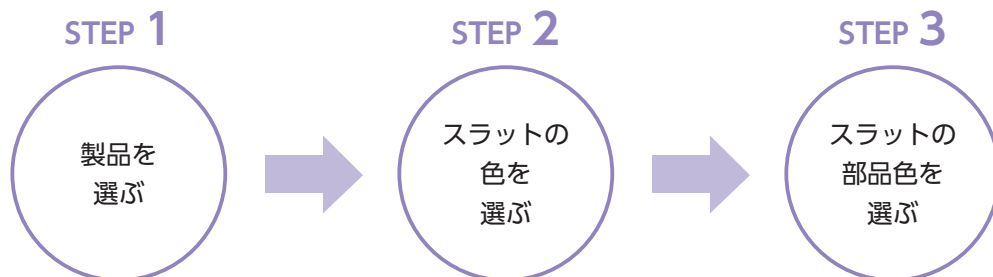 STEP 1
製品を
選ぶ
STEP 2
スラットの
色を
選ぶ
STEP 3
スラットの
部品色を
選ぶ